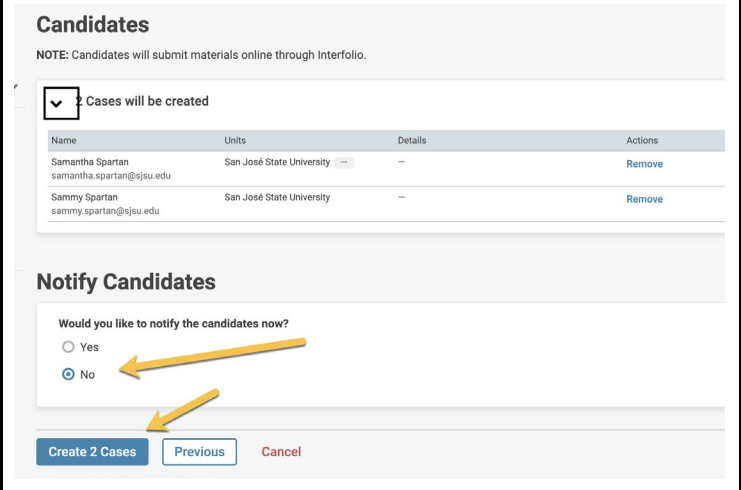 Candidates
NOTE: Candidates will submit materials online through Interfolio.
2 Cases will be created
Name Units Details Actions
Samantha Spartan San José State University ... — Remove
samantha.spartan@sjsu.edu
Sammy Spartan San José State University — Remove
sammy.spartan@sjsu.edu
Notify Candidates
Would you like to notify the candidates now?
Yes
No
Create 2 Cases Previous Cancel